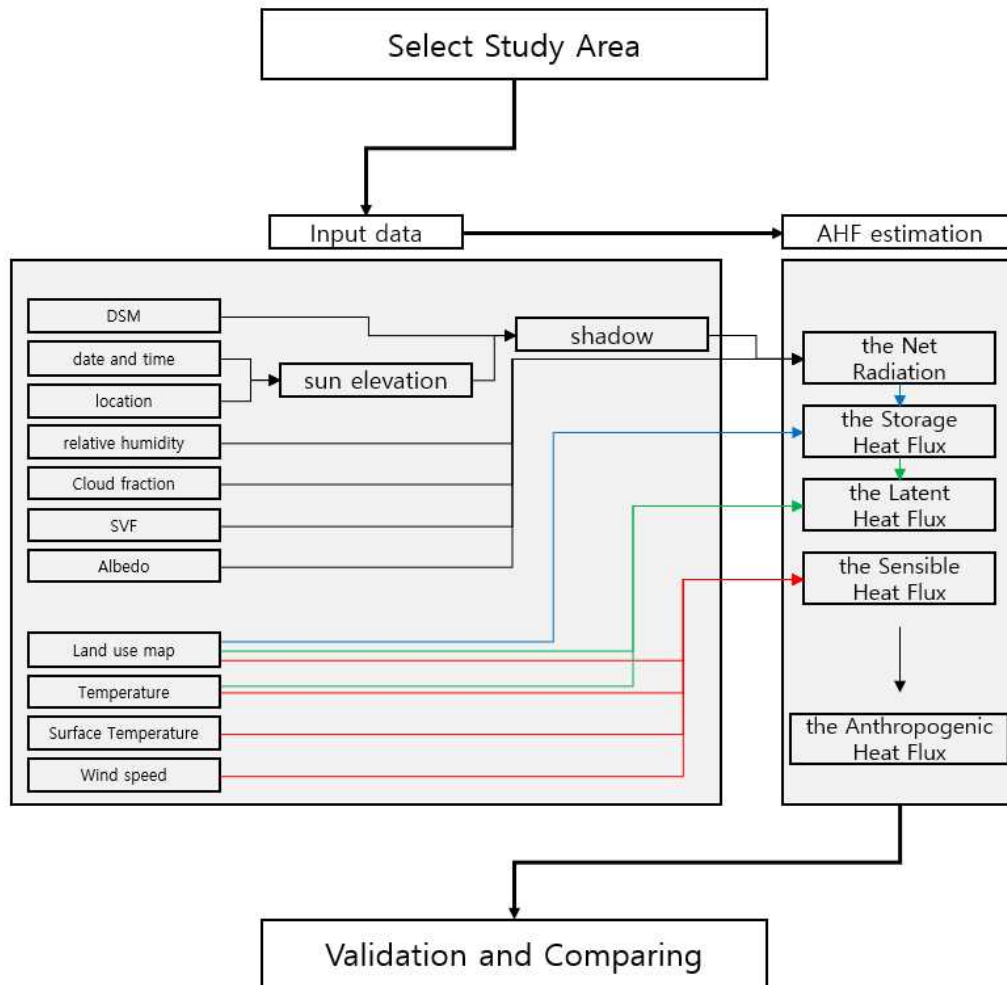 Select Study Area
Input data
AHF estimation
DSM
date and time
location
relative humidity
Cloud fraction
SVF
Albedo
sun elevation
shadow
Land use map
Temperature
Surface Temperature
Wind speed
the Net
Radiation
the Storage
Heat Flux
the Latent
Heat Flux
the Sensible
Heat Flux
the Anthropogenic
Heat Flux
Validation and Comparing